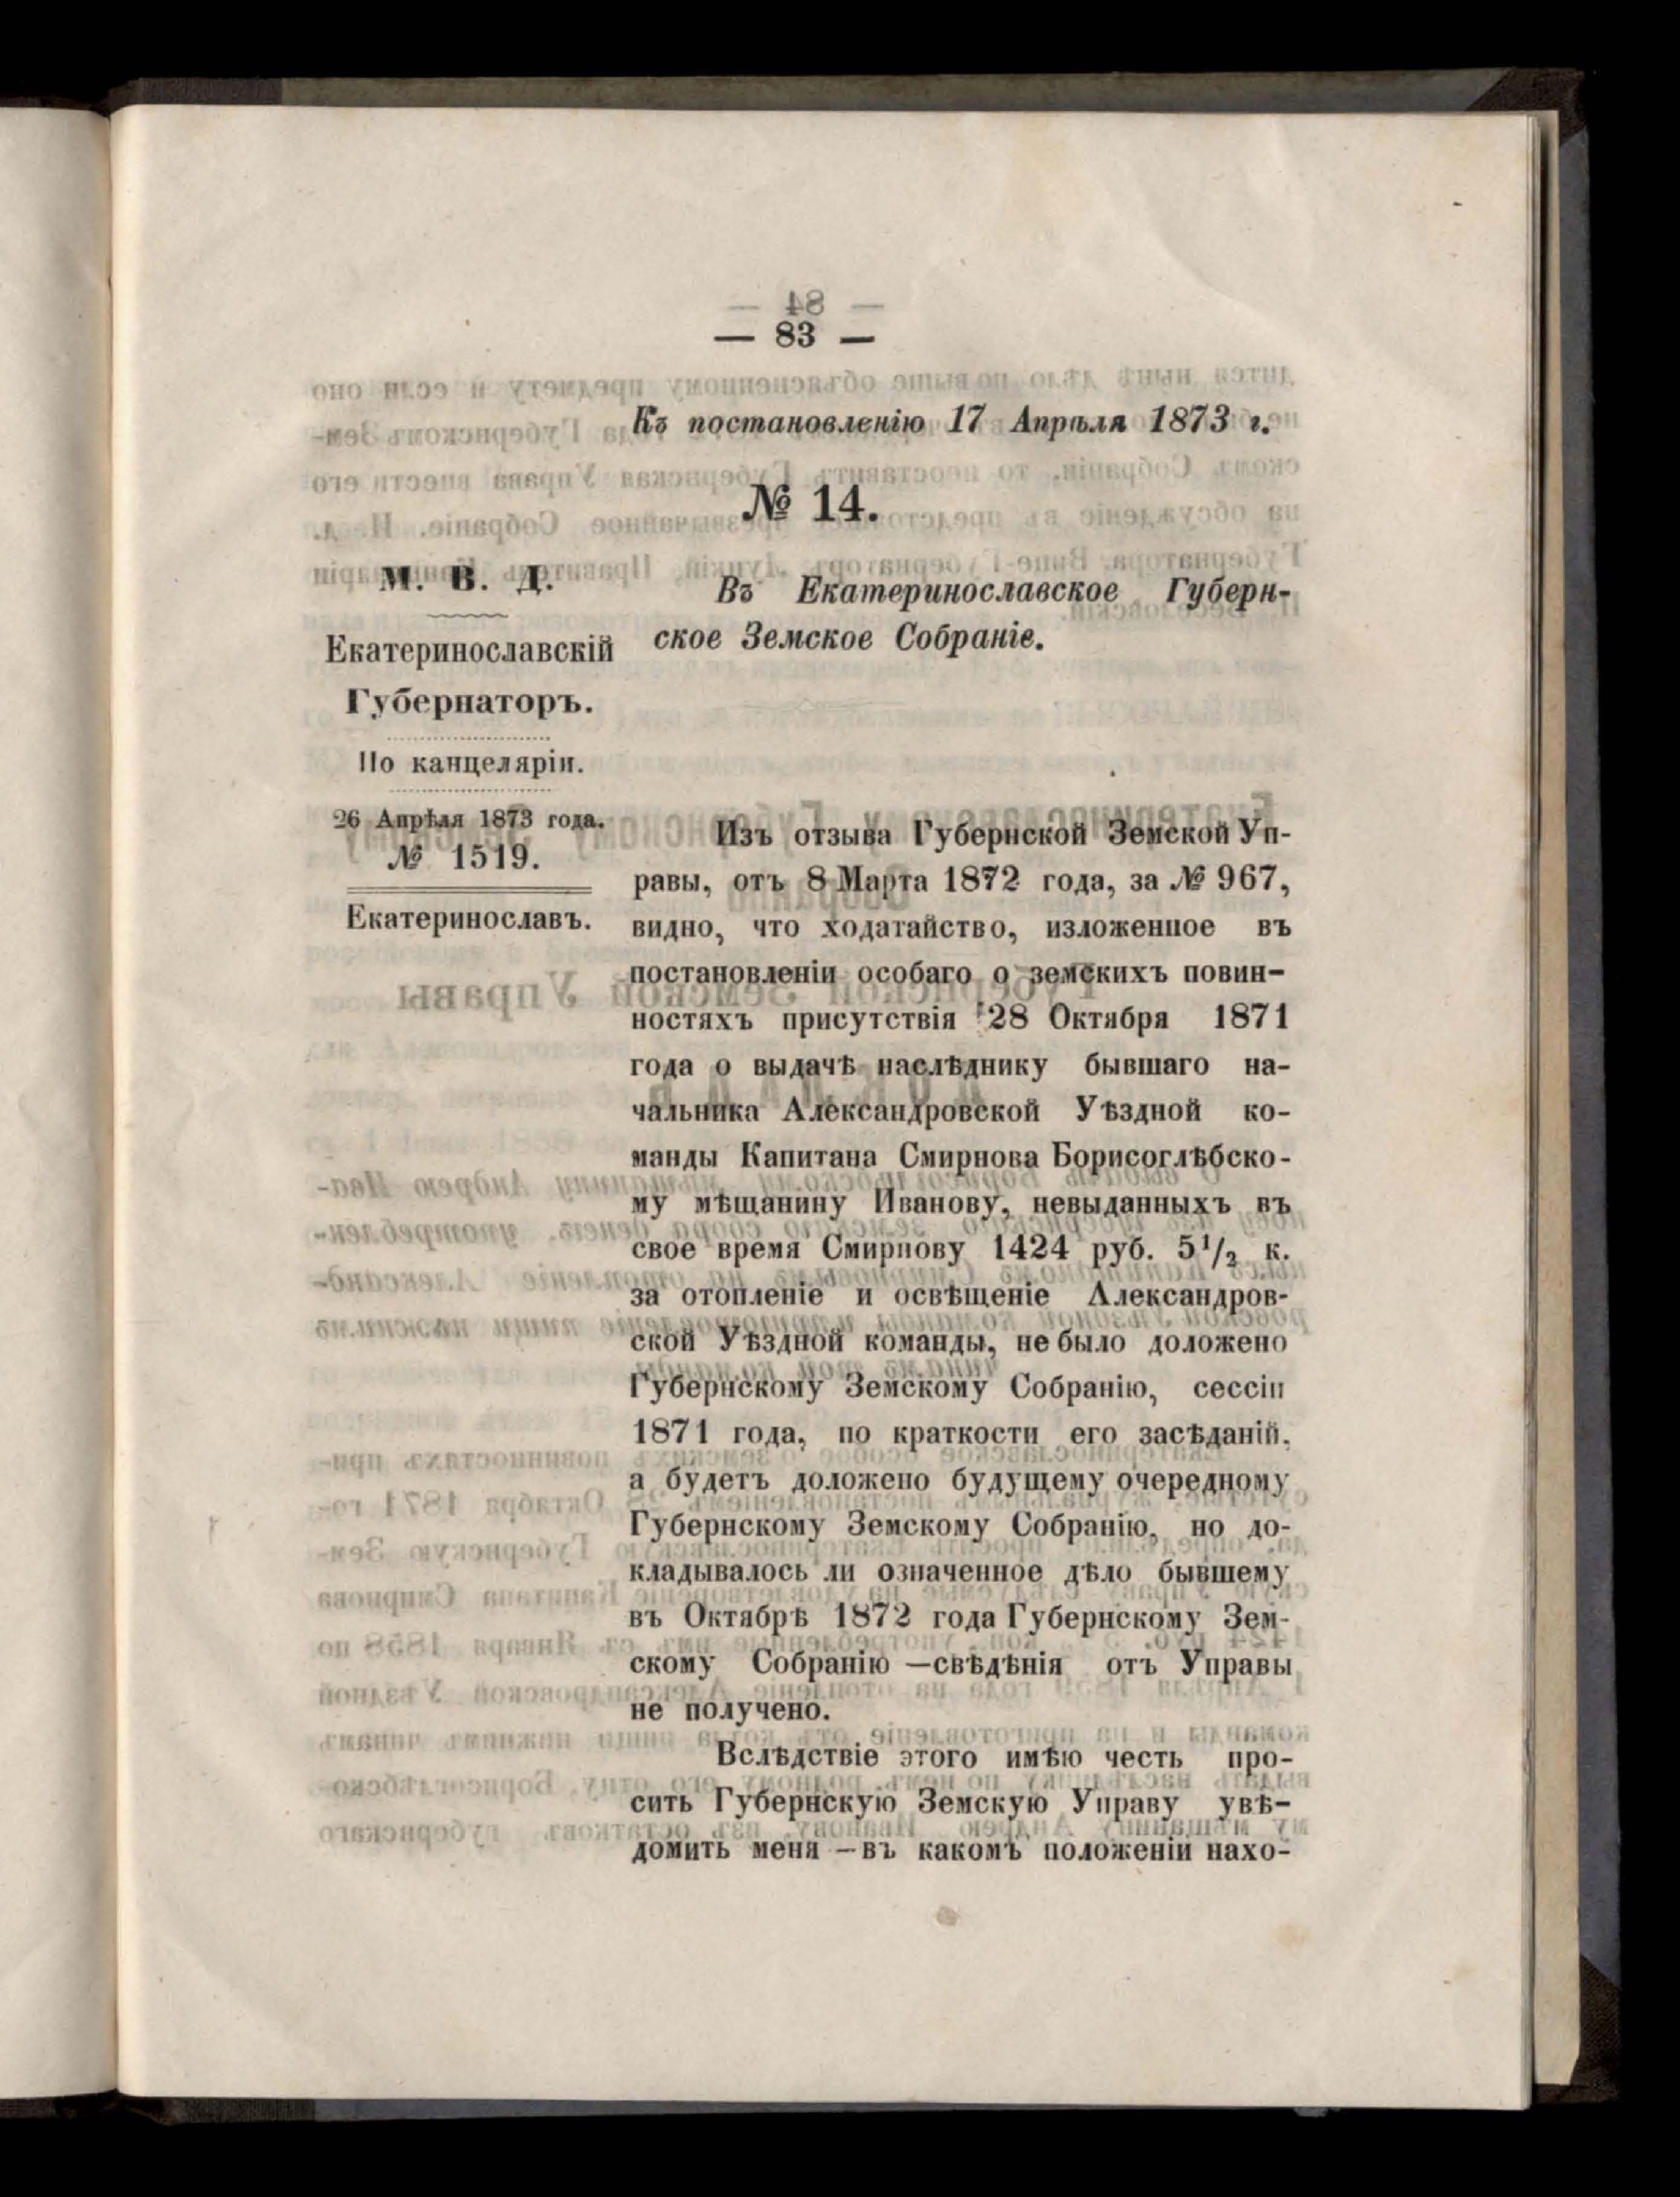 — 83 —
Къ постановленію 17 Апрѣля 1873 г.
№ 14.
М. В. Д.
Екатеринославскій
Губернаторъ.
По канцеляріи.
26 Апрѣля 1873 года.
№ 1519.
Екатеринославъ.
Въ Екатеринославское Губерн-
ское Земское Собраніе.
Изъ отзыва Губернской Земской Уп-
равы, отъ 8 Марта 1872 года, за № 967,
видно, что ходатайство, изложенное въ
постановленіи особаго о земскихъ повин-
ностяхъ присутствія 28 Октября 1871
года о выдачѣ наслѣднику бывшаго на-
чальника Александровской Уѣздной ко-
манды Капитана Смирнова Борисоглѣбско-
му мѣщанину Иванову, невыданныхъ въ
свое время Смирнову 1424 руб. 5¹/₂ к.
за отопленіе и освѣщеніе Александров-
ской Уѣздной команды, не было доложено
Губернскому Земскому Собранію, сессіи
1871 года, по краткости его засѣданій,
а будетъ доложено будущему очередному
Губернскому Земскому Собранію, но до-
кладывалось ли означенное дѣло бывшему
въ Октябрѣ 1872 года Губернскому Зем-
скому Собранію — свѣдѣнія отъ Управы
не получено.
Вслѣдствіе этого имѣю честь про-
сить Губернскую Земскую Управу увѣ-
домить меня — въ какомъ положеніи нахо-